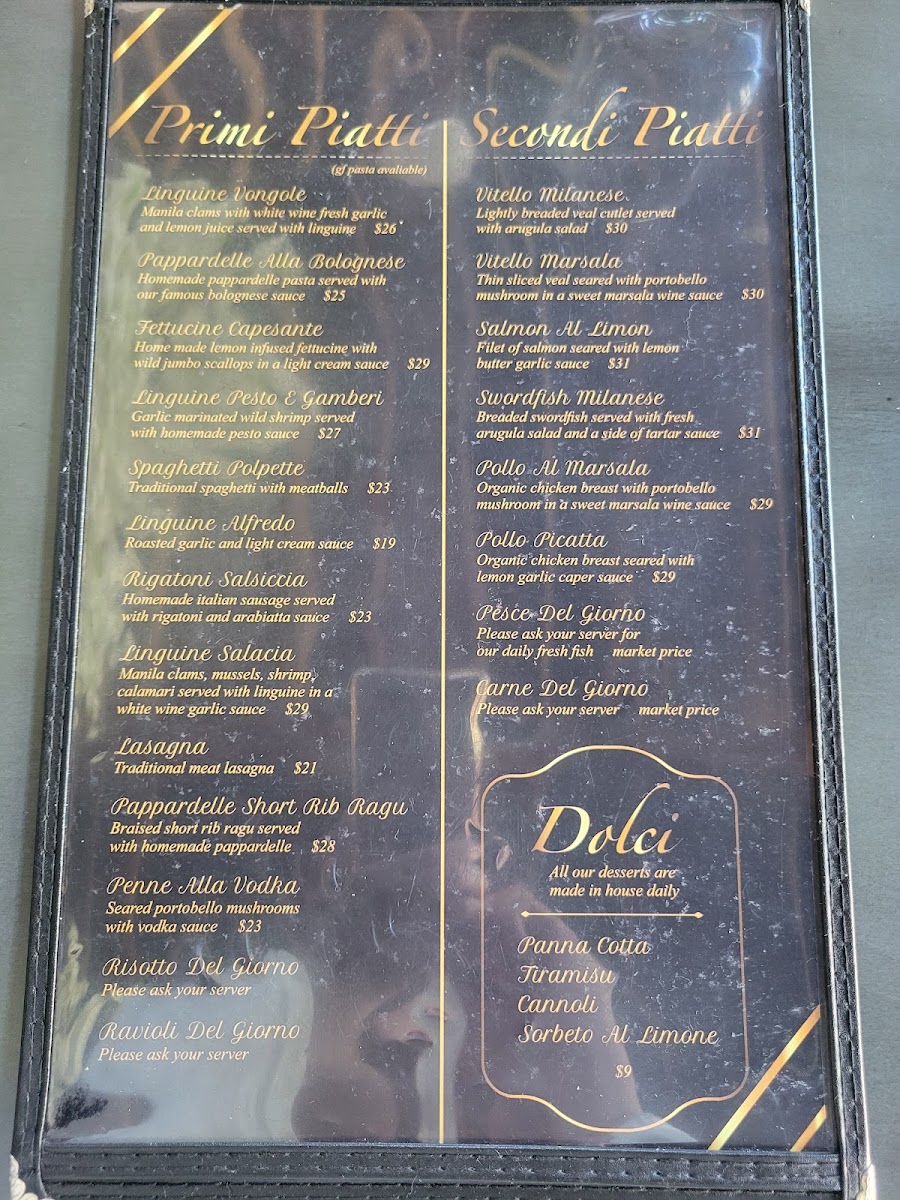 Primi Piatti
(gf pasta avaliable)
Linguine Vongole
Manila clams with white wine fresh garlic
and lemon juice served with linguine $26
Pappardelle Alla Bolognese
Homemade pappardelle pasta served with
our famous bolognese sauce $25
Fettucine Capesante
Home made lemon infused fettucine with
wild jumbo scallops in a light cream sauce $29
Linguine Pesto E Gamberi
Garlic marinated wild shrimp served
with homemade pesto sauce $27
Spaghetti Polpette
Traditional spaghetti with meatballs $23
Linguine Alfredo
Roasted garlic and light cream sauce $19
Rigatoni Salsiccia
Homemade italian sausage served
with rigatoni and arabiatta sauce $23
Linguine Salacia
Manila clams, mussels, shrimp,
calamari served with linguine in a
white wine garlic sauce $29
Lasagna
Traditional meat lasagna $21
Pappardelle Short Rib Ragu
Braised short rib ragu served
with homemade pappardelle $28
Penne Alla Vodka
Seared portobello mushrooms
with vodka sauce $23
Risotto Del Giorno
Please ask your server
Ravioli Del Giorno
Please ask your server
Secondi Piatti
Vitello Milanese
Lightly breaded veal cutlet served
with arugula salad $30
Vitello Marsala
Thin sliced veal seared with portobello
mushroom in a sweet marsala wine sauce $30
Salmon Al Limon
Filet of salmon seared with lemon
butter garlic sauce $31
Swordfish Milanese
Breaded swordfish served with fresh
arugula salad and a side of tartar sauce $31
Pollo Al Marsala
Organic chicken breast with portobello
mushroom in a sweet marsala wine sauce $29
Pollo Picatta
Organic chicken breast seared with
lemon garlic caper sauce $29
Pesce Del Giorno
Please ask your server for
our daily fresh fish market price
Carne Del Giorno
Please ask your server market price
Dolci
All our desserts are
made in house daily
Panna Cotta
Tiramisu
Cannoli
Sorbeto Al Limone
$9